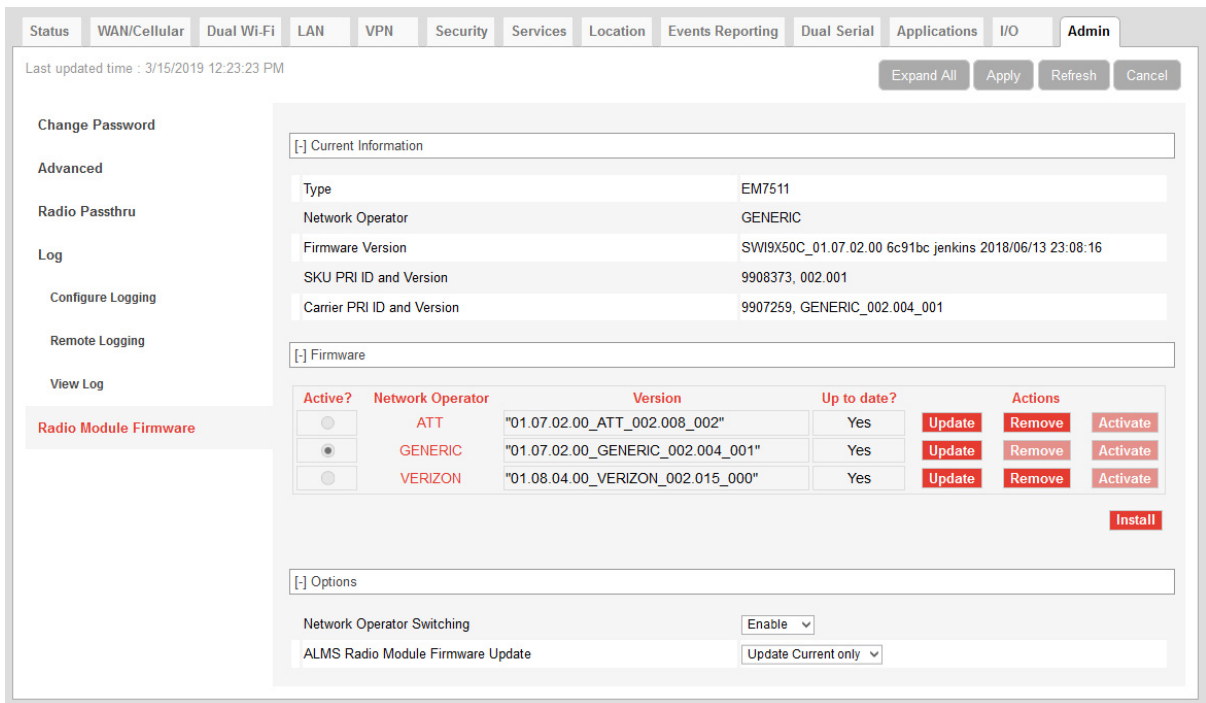 Status WAN/Cellular Dual Wi-Fi LAN VPN Security Services Location Events Reporting Dual Serial Applications I/O Admin
Last updated time : 3/15/2019 12:23:23 PM
Expand All Apply Refresh Cancel
Change Password
Advanced
Radio Passthru
Log
Configure Logging
Remote Logging
View Log
Radio Module Firmware
[-] Current Information
Type EM7511
Network Operator GENERIC
Firmware Version SWI9X50C_01.07.02.00 6c91bc jenkins 2018/06/13 23:08:16
SKU PRI ID and Version 9908373, 002.001
Carrier PRI ID and Version 9907259, GENERIC_002.004_001
[-] Firmware
Active? Network Operator Version Up to date? Actions
ATT "01.07.02.00_ATT_002.008_002" Yes Update Remove Activate
GENERIC "01.07.02.00_GENERIC_002.004_001" Yes Update Remove Activate
VERIZON "01.08.04.00_VERIZON_002.015_000" Yes Update Remove Activate
Install
[-] Options
Network Operator Switching Enable
ALMS Radio Module Firmware Update Update Current only